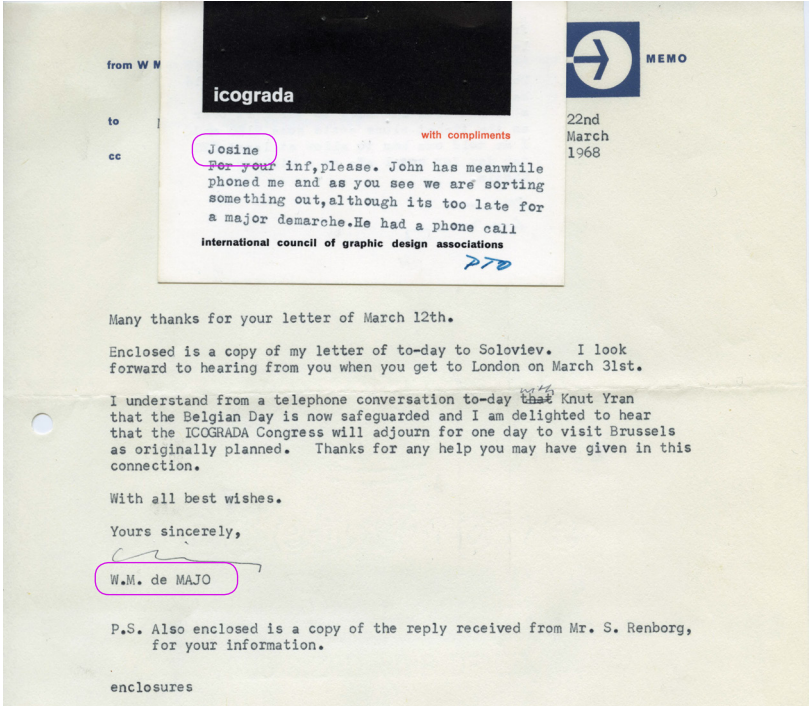 from W M
MEMO
to
cc
22nd
March
1968
icograda
with compliments
Josine
For your inf,please. John has meanwhile
phoned me and as you see we are sorting
something out,although its too late for
a major demarche.He had a phone call
international council of graphic design associations
PTO
Many thanks for your letter of March 12th.
Enclosed is a copy of my letter of to-day to Soloviev. I look
forward to hearing from you when you get to London on March 31st.
I understand from a telephone conversation to-day that with Knut Yran
that the Belgian Day is now safeguarded and I am delighted to hear
that the ICOGRADA Congress will adjourn for one day to visit Brussels
as originally planned. Thanks for any help you may have given in this
connection.
With all best wishes.
Yours sincerely,
W.M. de MAJO
P.S. Also enclosed is a copy of the reply received from Mr. S. Renborg,
for your information.
enclosures